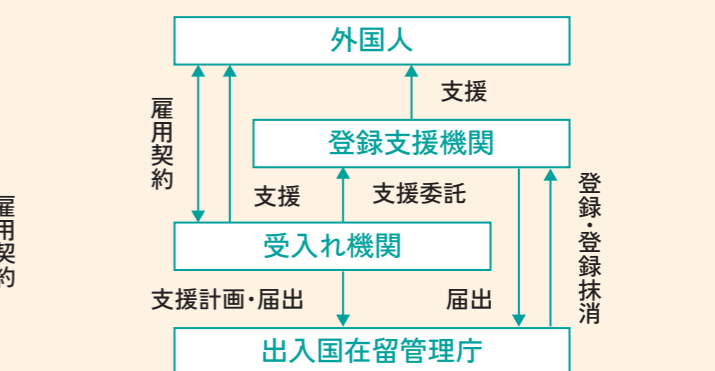 外国人
支援
雇用契約
登録支援機関
支援
支援委託
登録・登録抹消
雇用契約
受入れ機関
支援計画・届出
届出
出入国在留管理庁